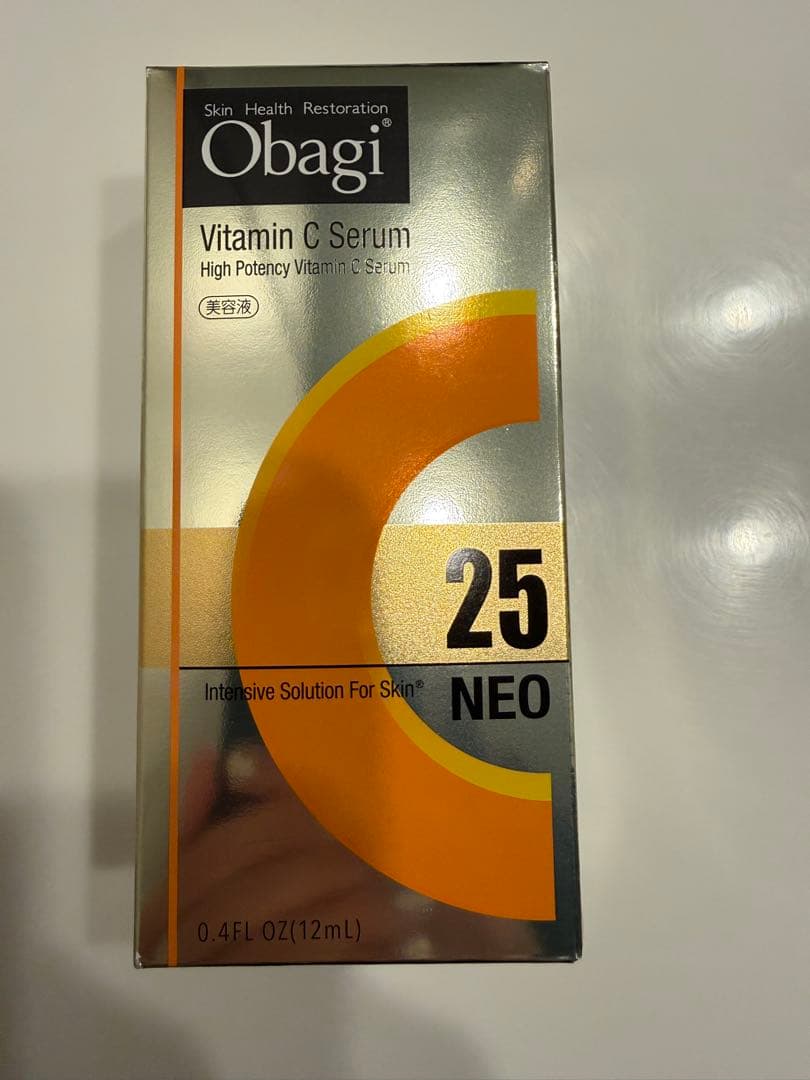 Skin Health Restoration
Obagi®
Vitamin C Serum
High Potency Vitamin C Serum
美容液
25
Intensive Solution For Skin®
NEO
0.4FL OZ(12mL)